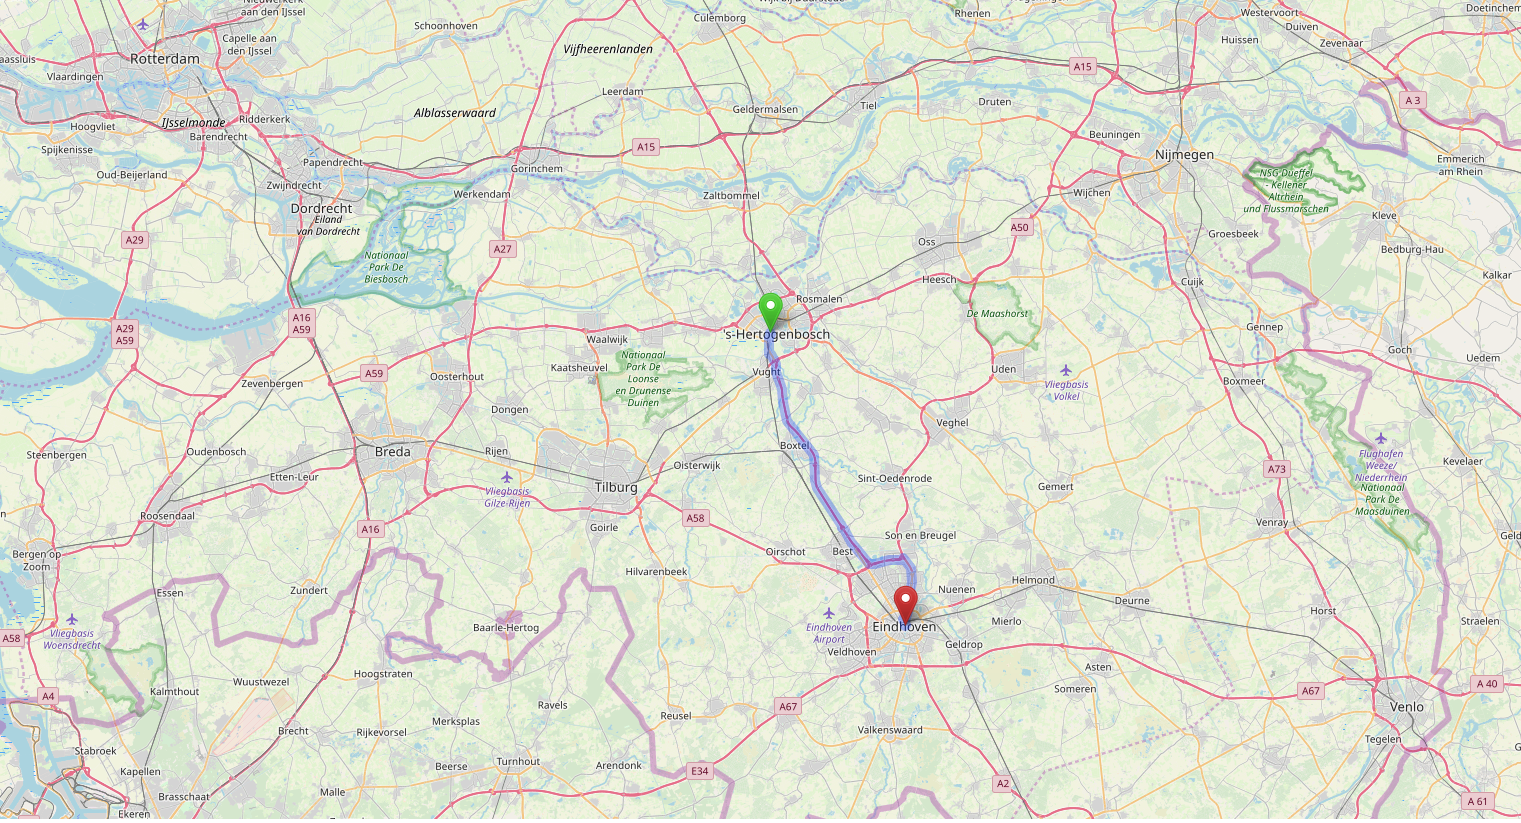 Nieuwerkerk
aan den IJssel
Schoonhoven
Culemborg
Wijk bij Duurstede
Rhenen
Westervoort
Doetinchem
Duiven
Capelle aan
den IJssel
Vijfheerenlanden
Huissen
Zevenaar
Rotterdam
aassluis
Vlaardingen
A15
Leerdam
Druten
A 3
Alblasserwaard
Geldermalsen
Tiel
Hoogvliet
IJsselmonde
Ridderkerk
Barendrecht
Beuningen
Spijkenisse
A15
Nijmegen
Papendrecht
Gorinchem
Emmerich
am Rhein
Oud-Beijerland
Zwijndrecht
Werkendam
Zaltbommel
Wijchen
NSG Düffel
- Kellener
Altrhein
und Flussmarschen
Dordrecht
Eiland
van Dordrecht
Kleve
A29
A27
Oss
A50
Groesbeek
Bedburg-Hau
Nationaal
Park De
Biesbosch
Heesch
Cuijk
Kalkar
Rosmalen
De Maashorst
A16
A59
A29
A59
's-Hertogenbosch
Gennep
Waalwijk
Goch
Uedem
Nationaal
Park De
Loonse
en Drunense
Duinen
Kaatsheuvel
Vught
Uden
Vliegbasis
Volkel
Boxmeer
A59
Oosterhout
Zevenbergen
Dongen
Veghel
Steenbergen
Oudenbosch
Breda
Rijen
Boxtel
Flughafen
Weeze/
Niederrhein
Kevelaer
Etten-Leur
Oisterwijk
A73
Tilburg
Sint-Oedenrode
Gemert
Vliegbasis
Gilze-Rijen
Nationaal
Park De
Maasduinen
n
Roosendaal
A58
Goirle
A16
Venray
Son en Breugel
Geld
Bergen op
Zoom
Oirschot
Best
Hilvarenbeek
Helmond
Essen
Zundert
Nuenen
Deurne
Horst
Straelen
Vliegbasis
Woensdrecht
A58
Baarle-Hertog
Eindhoven
Airport
Eindhoven
Mierlo
Veldhoven
Geldrop
Hoogstraten
Asten
Wuustwezel
A4
Kalmthout
Someren
A67
A 40
Ravels
A67
Reusel
Venlo
Merksplas
Brecht
Rijkevorsel
Valkenswaard
Tegelen
Stabroek
Kapellen
Beerse
Turnhout
Arendonk
E34
A2
Malle
Brasschaat
A 61
Ekeren